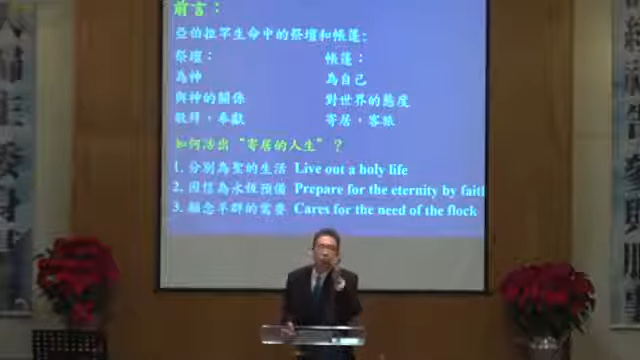 前言：
亞伯拉罕生命中的祭壇和帳篷：
祭壇： 帳篷：
為神 為自己
與神的關係 對世界的態度
敬拜，奉獻 寄居，客旅
如何活出“寄居的人生”？
1. 分別為聖的生活 Live out a holy life
2. 因信為永恆預備 Prepare for the eternity by faith
3. 顧念羊群的需要 Cares for the need of the flock